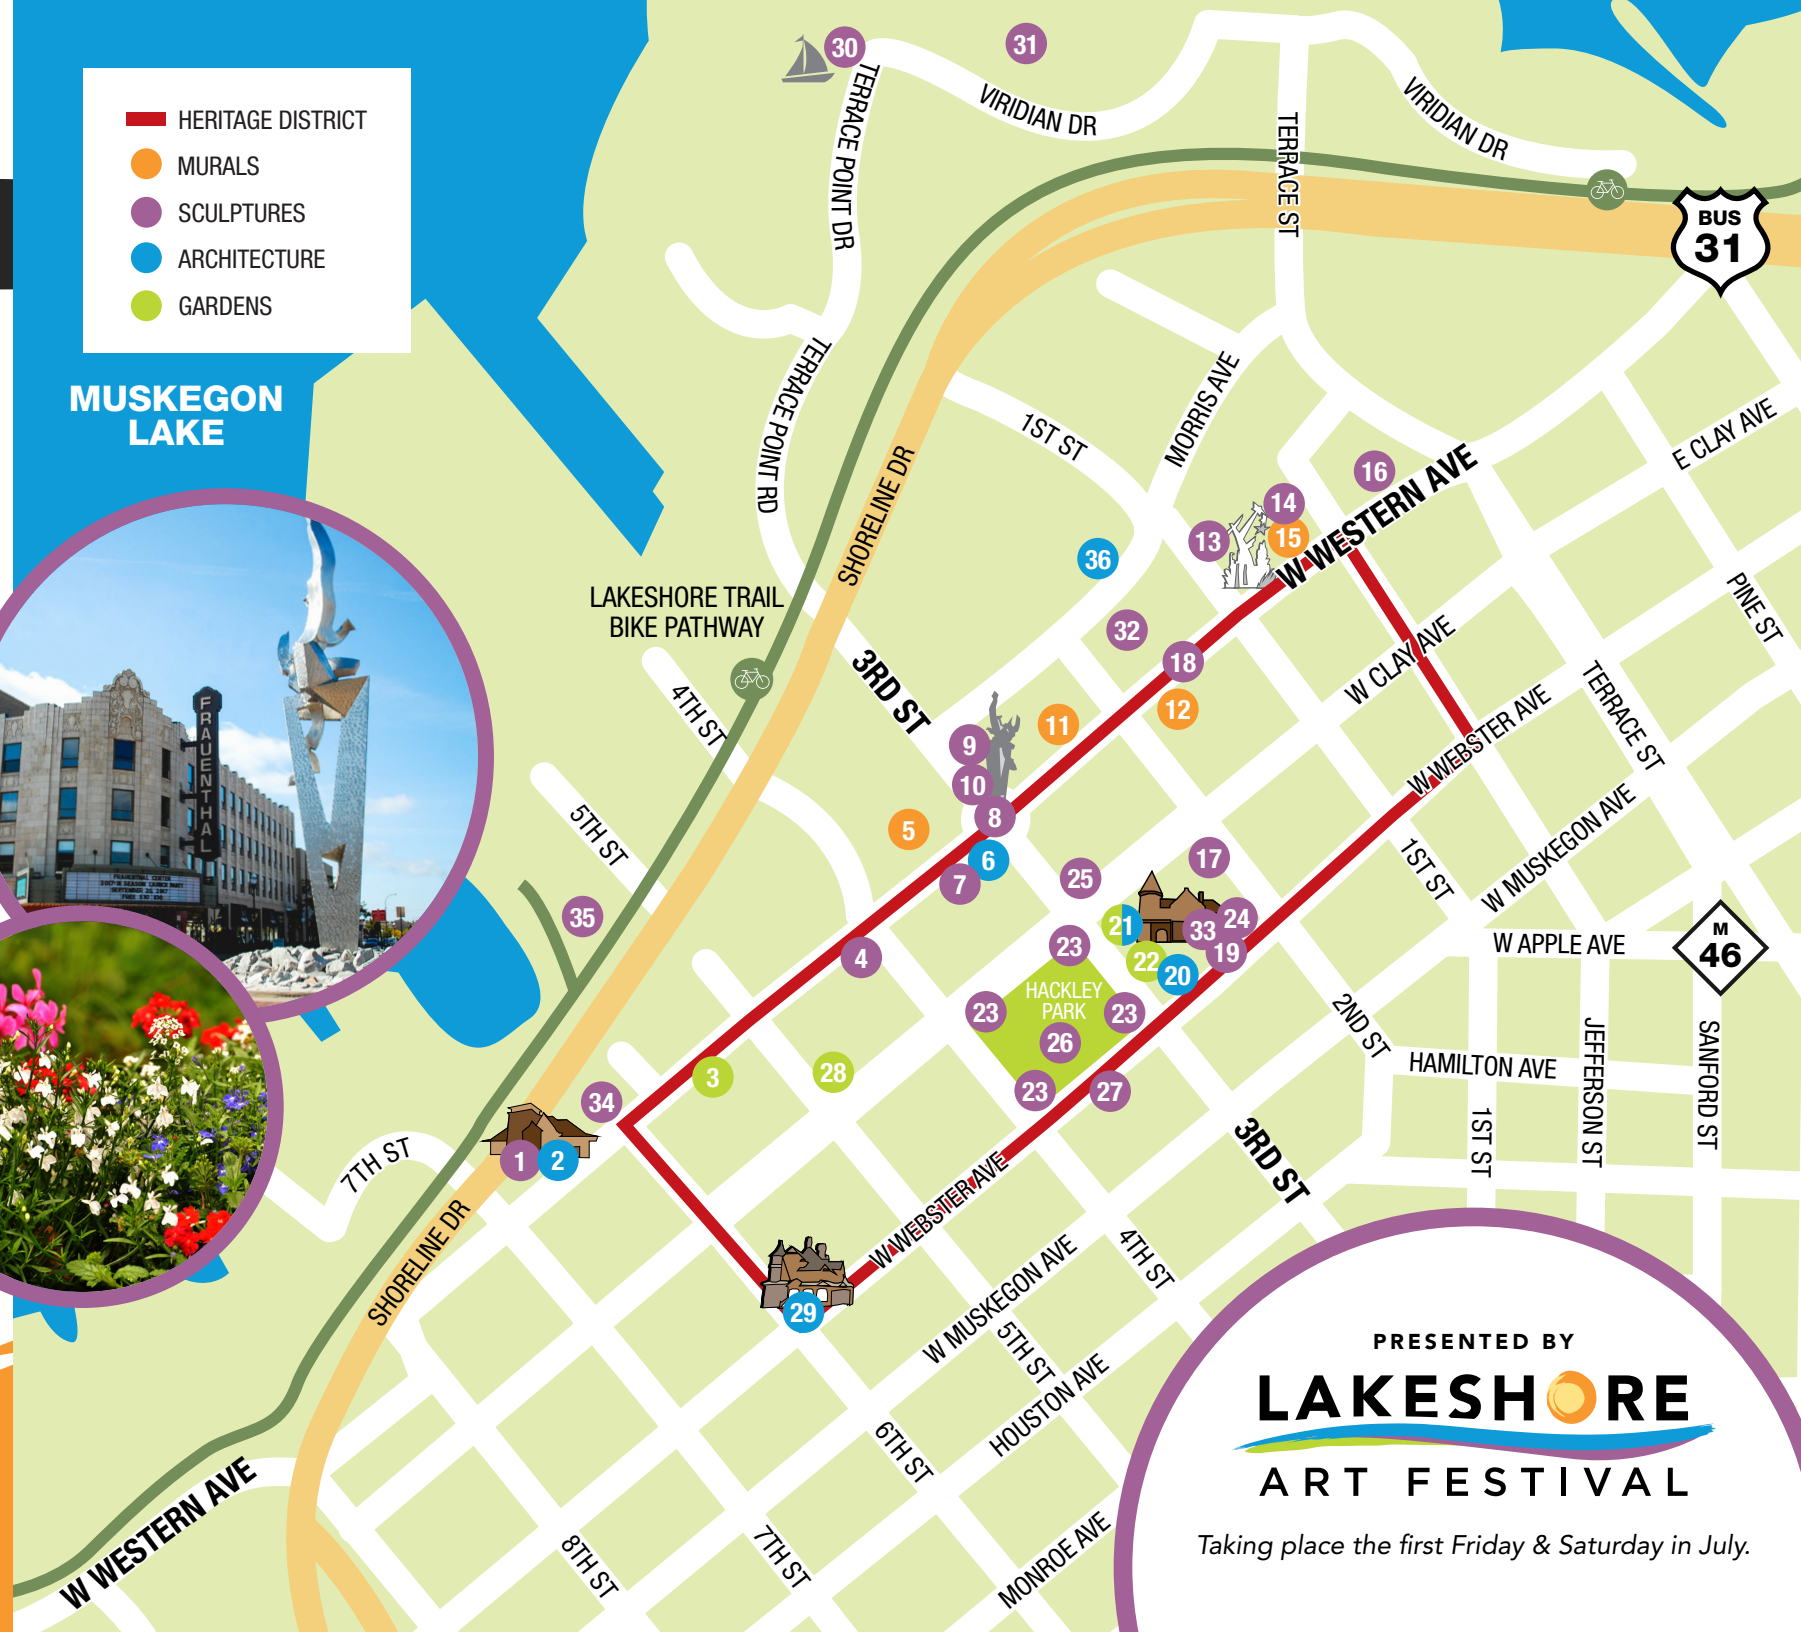 HERITAGE DISTRICT
MURALS
SCULPTURES
ARCHITECTURE
GARDENS
MUSKEGON
LAKE
30
31
TERRACE POINT DR
VIRIDIAN DR
VIRIDIAN DR
TERRACE ST
BUS
31
TERRACE POINT RD
SHORELINE DR
1ST ST
MORRIS AVE
E CLAY AVE
16
14
13
15
W WESTERN AVE
36
PINE ST
LAKESHORE TRAIL
BIKE PATHWAY
32
18
W CLAY AVE
3RD ST
4TH ST
12
11
9
10
8
TERRACE ST
W WEBSTER AVE
5
6
7
5TH ST
17
25
1ST ST
W MUSKEGON AVE
35
21
24
33
19
23
22
20
4
W APPLE AVE
M
46
HACKLEY
PARK
23
23
26
23
27
2ND ST
HAMILTON AVE
JEFFERSON ST
SANFORD ST
1ST ST
3
28
34
1
2
7TH ST
3RD ST
W WEBSTER AVE
SHORELINE DR
29
W MUSKEGON AVE
4TH ST
5TH ST
HOUSTON AVE
6TH ST
W WESTERN AVE
8TH ST
7TH ST
MONROE AVE
FRAUENTHAL
FRAUENTHAL CENTER
PRESENTED BY
LAKESHORE
ART FESTIVAL
Taking place the first Friday & Saturday in July.